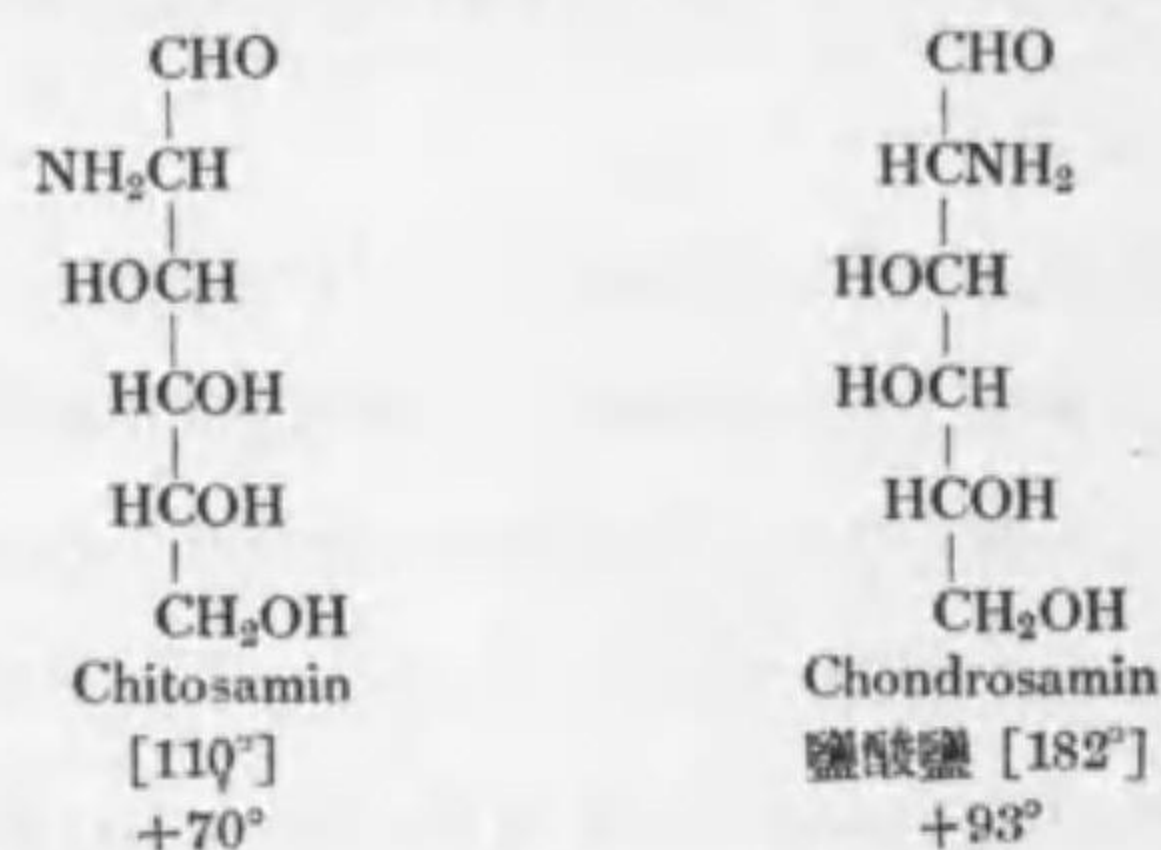 CHO
NH₂CH
HOCH
HCOH
HCOH
CH₂OH
Chitosamin
[110°]
+70°
CHO
HCNH₂
HOCH
HOCH
HCOH
CH₂OH
Chondrosamin
鹽酸鹽 [182°]
+93°